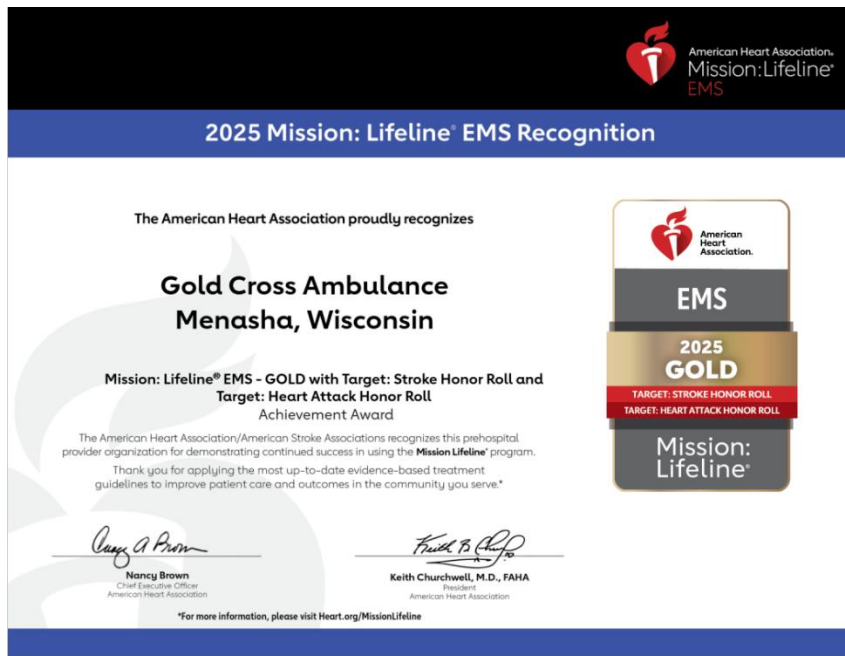 American Heart Association®
Mission:Lifeline®
EMS
2025 Mission: Lifeline® EMS Recognition
The American Heart Association proudly recognizes
Gold Cross Ambulance
Menasha, Wisconsin
Mission: Lifeline® EMS - GOLD with Target: Stroke Honor Roll and
Target: Heart Attack Honor Roll
Achievement Award
The American Heart Association/American Stroke Associations recognizes this prehospital
provider organization for demonstrating continued success in using the Mission Lifeline® program.
Thank you for applying the most up-to-date evidence-based treatment
guidelines to improve patient care and outcomes in the community you serve.*
Nancy Brown
Chief Executive Officer
American Heart Association
Keith Churchwell, M.D., FAHA
President
American Heart Association
*For more information, please visit Heart.org/MissionLifeline
American
Heart
Association.
EMS
2025
GOLD
TARGET: STROKE HONOR ROLL
TARGET: HEART ATTACK HONOR ROLL
Mission:
Lifeline®